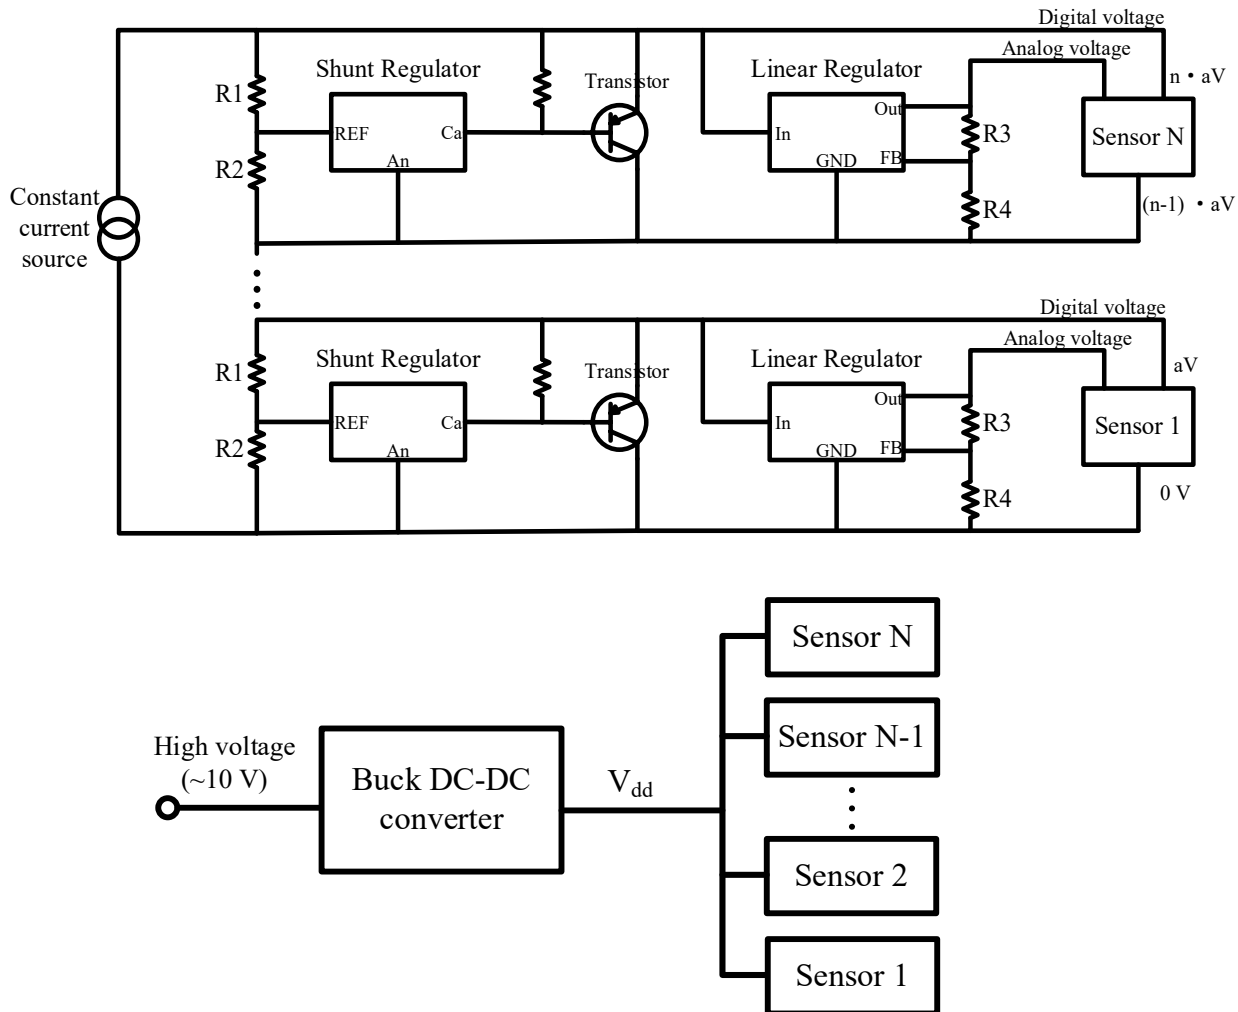 Digital voltage
Analog voltage
Shunt Regulator
Transistor
Linear Regulator
n • aV
R1
Out
REF
Ca
In
R3
Sensor N
An
GND
FB
R2
R4
(n-1) • aV
Constant
current
source
Digital voltage
Analog voltage
Shunt Regulator
Transistor
Linear Regulator
aV
R1
Out
REF
Ca
In
R3
Sensor 1
An
GND
FB
R2
R4
0 V
Sensor N
Sensor N-1
High voltage
(~10 V)
Buck DC-DC
converter
Vdd
Sensor 2
Sensor 1